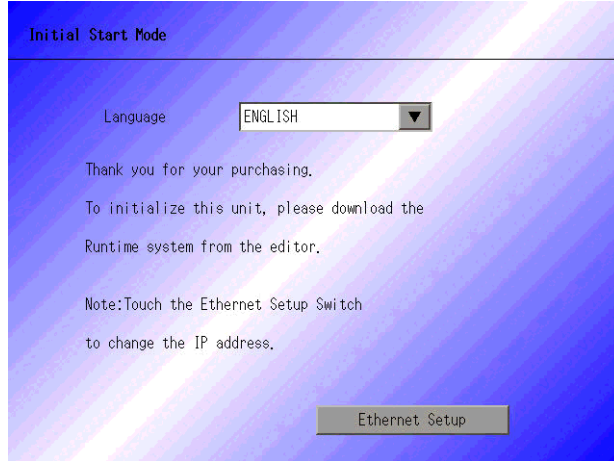 Initial Start Mode
Language ENGLISH
Thank you for your purchasing.
To initialize this unit, please download the
Runtime system from the editor.
Note:Touch the Ethernet Setup Switch
to change the IP address.
Ethernet Setup